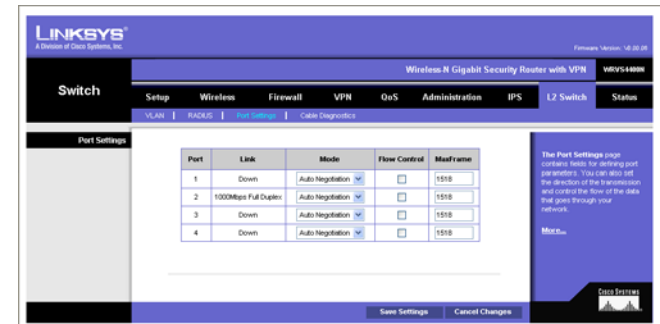 LINKSYS®
A Division of Cisco Systems, Inc.
Firmware Version: V0.00.05
Wireless-N Gigabit Security Router with VPN WRVS4400N
Switch
Setup Wireless Firewall VPN QoS Administration IPS L2 Switch Status
VLAN | RADIUS | Port Settings | Cable Diagnostics
Port Settings
Port Link Mode Flow Control MaxFrame
1 Down Auto Negotiation 1518
2 1000Mbps Full Duplex Auto Negotiation 1518
3 Down Auto Negotiation 1518
4 Down Auto Negotiation 1518
The Port Settings page
contains fields for defining port
parameters. You can also set
the direction of the transmission
and control the flow of the data
that goes through your
network.
More...
Save Settings Cancel Changes
CISCO SYSTEMS